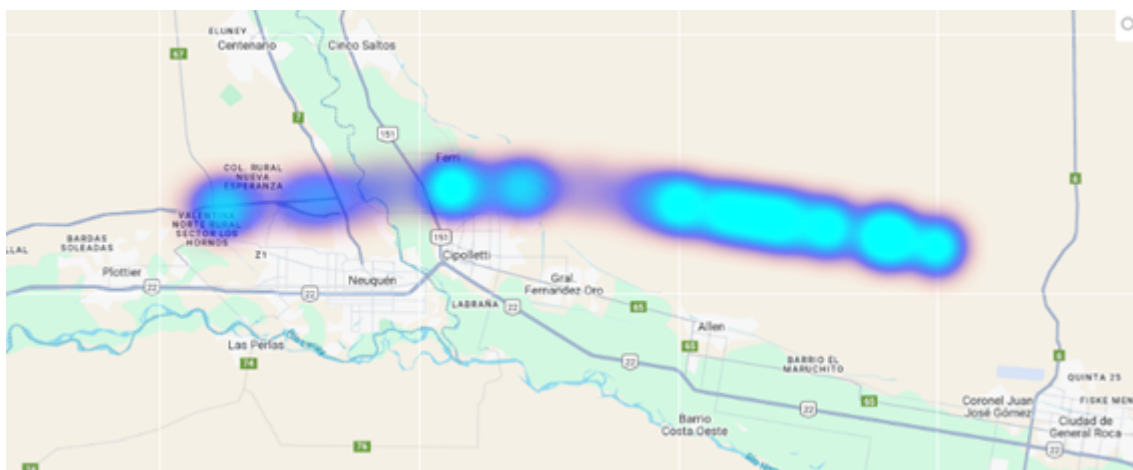 ELUNEY
Centenario
Cinco Saltos
67
7
151
Ferri
COL. RURAL
NUEVA
ESPERANZA
VALENTINA
NORTE RURAL
SECTOR LOS
HORNOS
6
LLAL
BARDAS
SOLEADAS
Z1
151
Cipolletti
Plottier
22
Neuquén
22
Gral.
Fernandez Oro
LABRAÑA
22
65
Las Perlas
74
Allen
65
22
BARRIO EL
MARUCHITO
65
6
QUINTA 25
Coronel Juan
José Gómez
FISKE MEN
22
Barrio
Costa Oeste
Ciudad de
General Roca
22
76
74